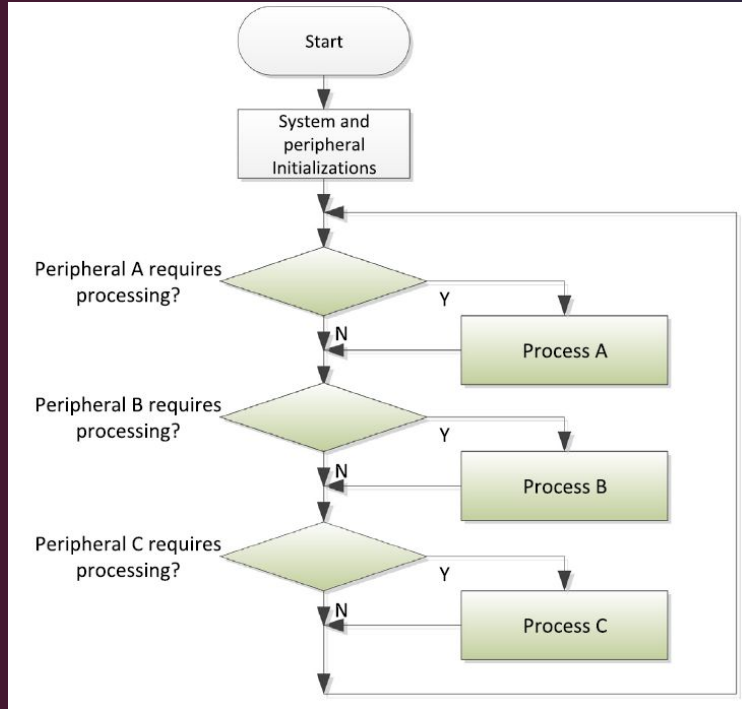 Start
System and
peripheral
Initializations
Peripheral A requires
processing?
Y
N
Process A
Peripheral B requires
processing?
Y
N
Process B
Peripheral C requires
processing?
Y
N
Process C